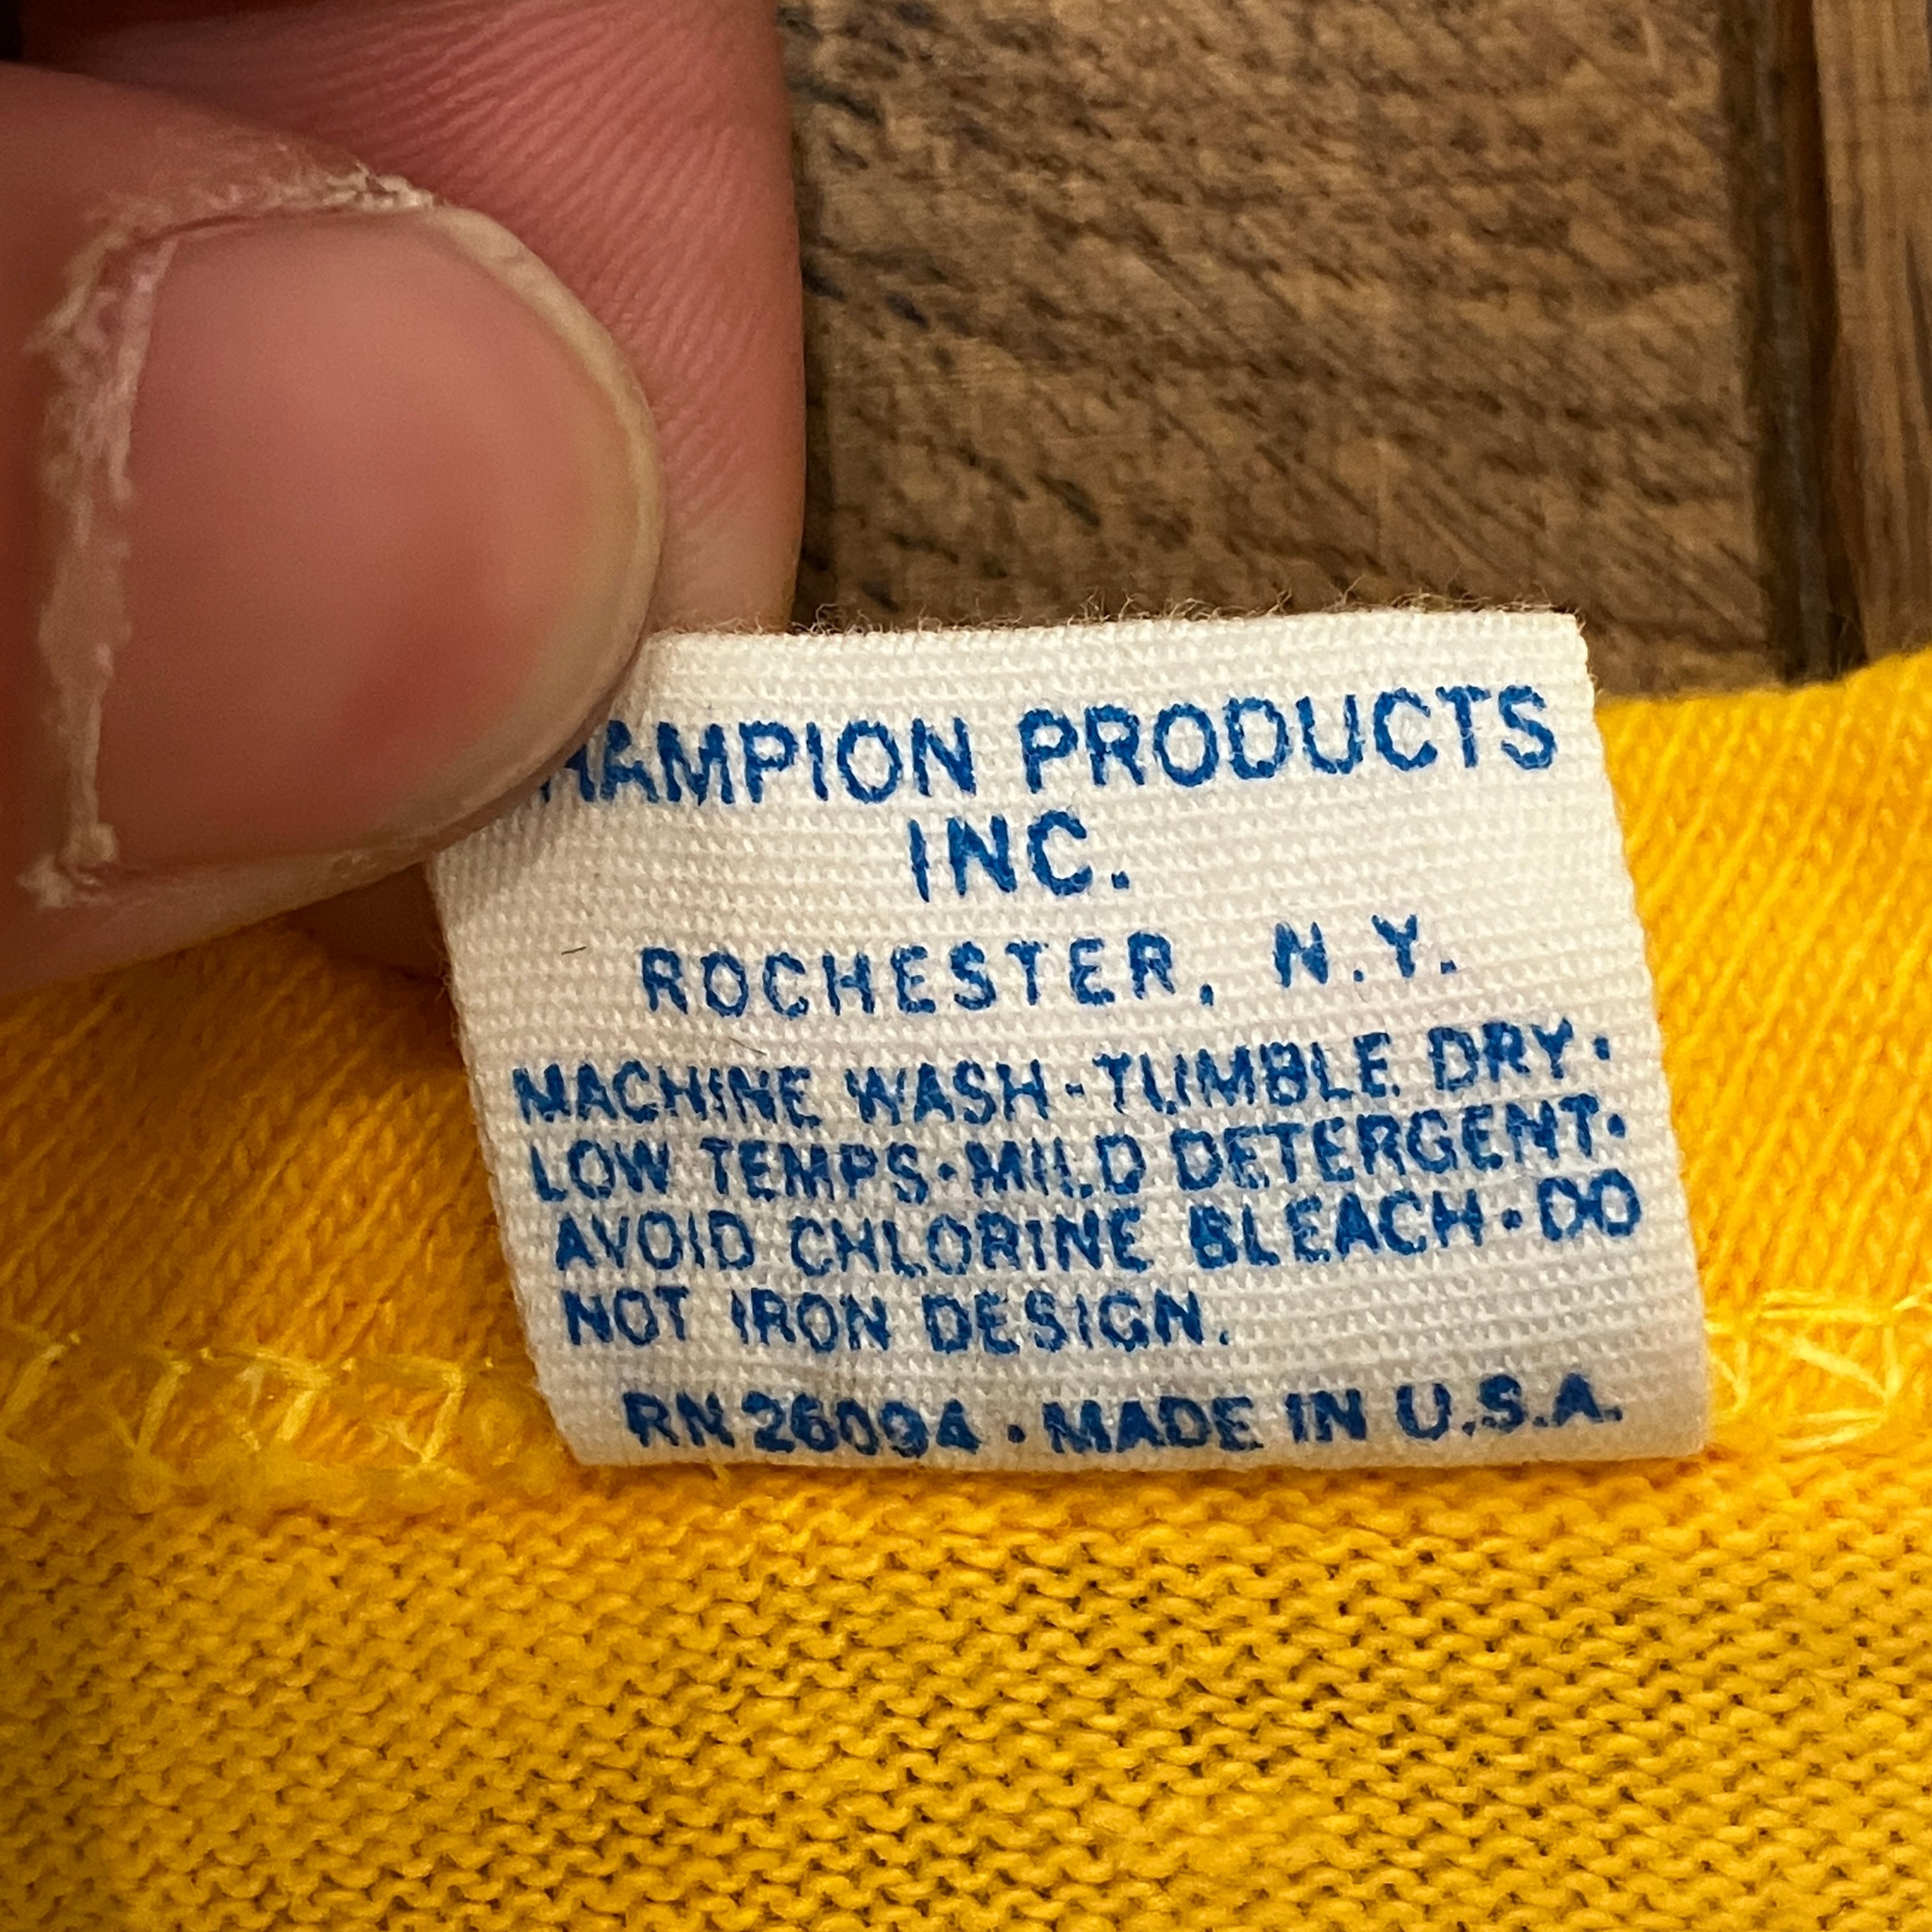 HAMPION PRODUCTS
INC.
ROCHESTER, N.Y.
MACHINE WASH-TUMBLE DRY·
LOW TEMPS·MILD DETERGENT·
AVOID CHLORINE BLEACH·DO
NOT IRON DESIGN.
RN 26094 · MADE IN U.S.A.